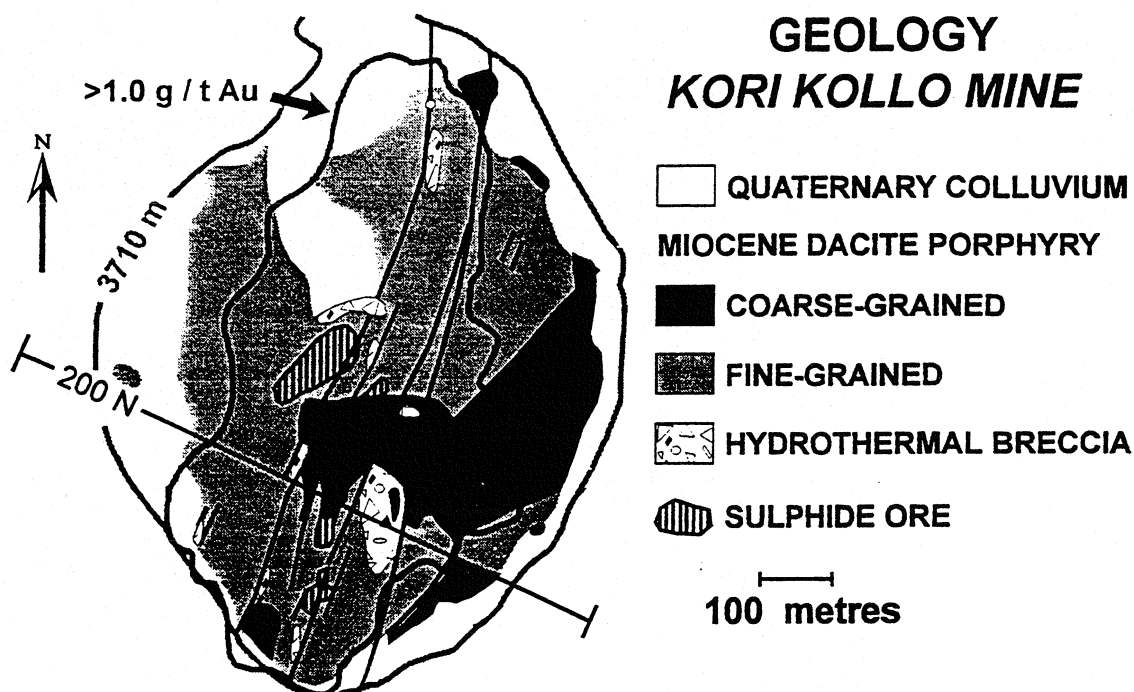 GEOLOGY
KORI KOLLO MINE
>1.0 g / t Au
N
3710 m
200 N
QUATERNARY COLLUVIUM
MIOCENE DACITE PORPHYRY
COARSE-GRAINED
FINE-GRAINED
HYDROTHERMAL BRECCIA
SULPHIDE ORE
100 metres